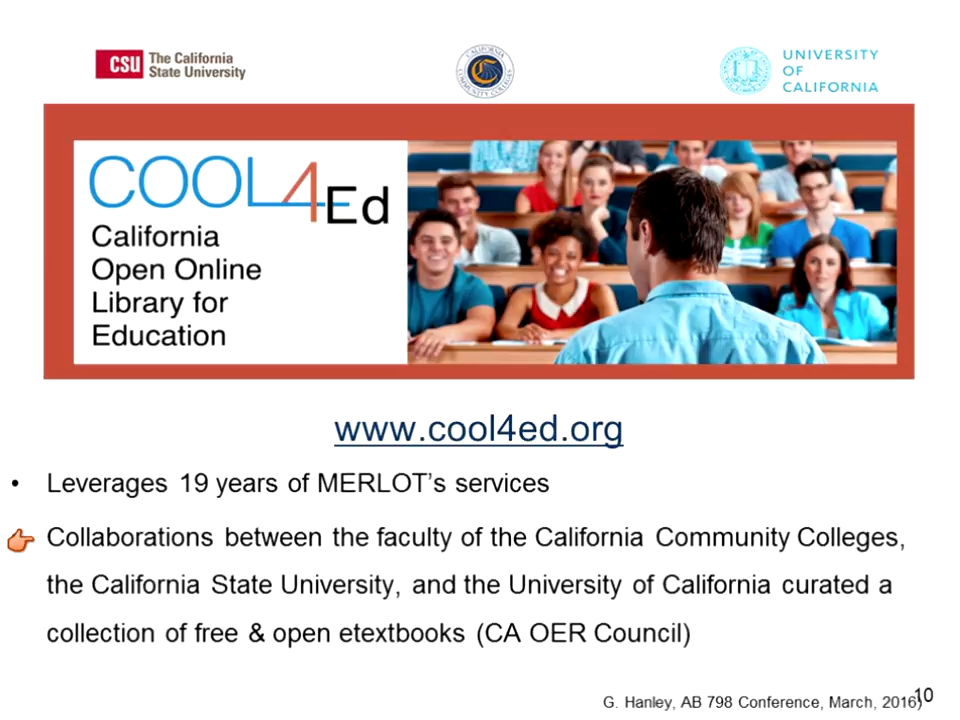 CSU The California
State University
CALIFORNIA
COMMUNITY COLLEGES
UNIVERSITY
OF
CALIFORNIA
COOL4Ed
California
Open Online
Library for
Education
www.cool4ed.org
• Leverages 19 years of MERLOT’s services
Collaborations between the faculty of the California Community Colleges,
the California State University, and the University of California curated a
collection of free & open etextbooks (CA OER Council)
G. Hanley, AB 798 Conference, March, 2016)
10